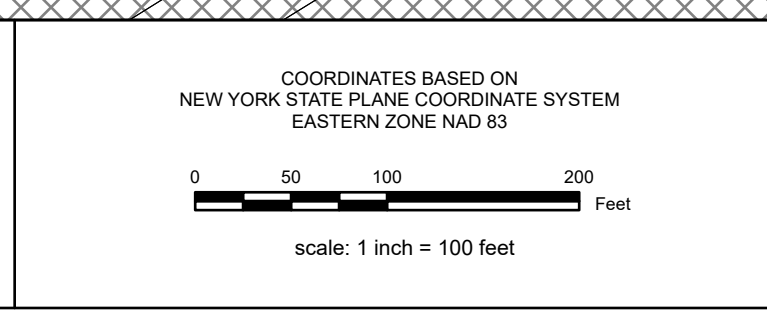 COORDINATES BASED ON
NEW YORK STATE PLANE COORDINATE SYSTEM
EASTERN ZONE NAD 83
0 50 100 200
Feet
scale: 1 inch = 100 feet